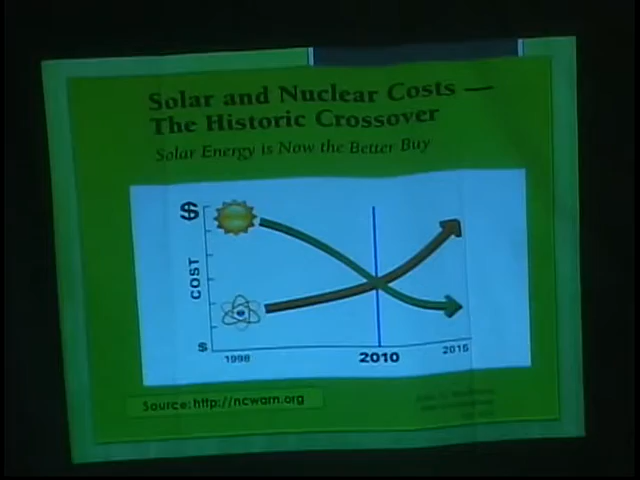 Solar and Nuclear Costs —
The Historic Crossover
Solar Energy is Now the Better Buy
$
COST
$
1998
2010
2015
Source: http://ncwarn.org